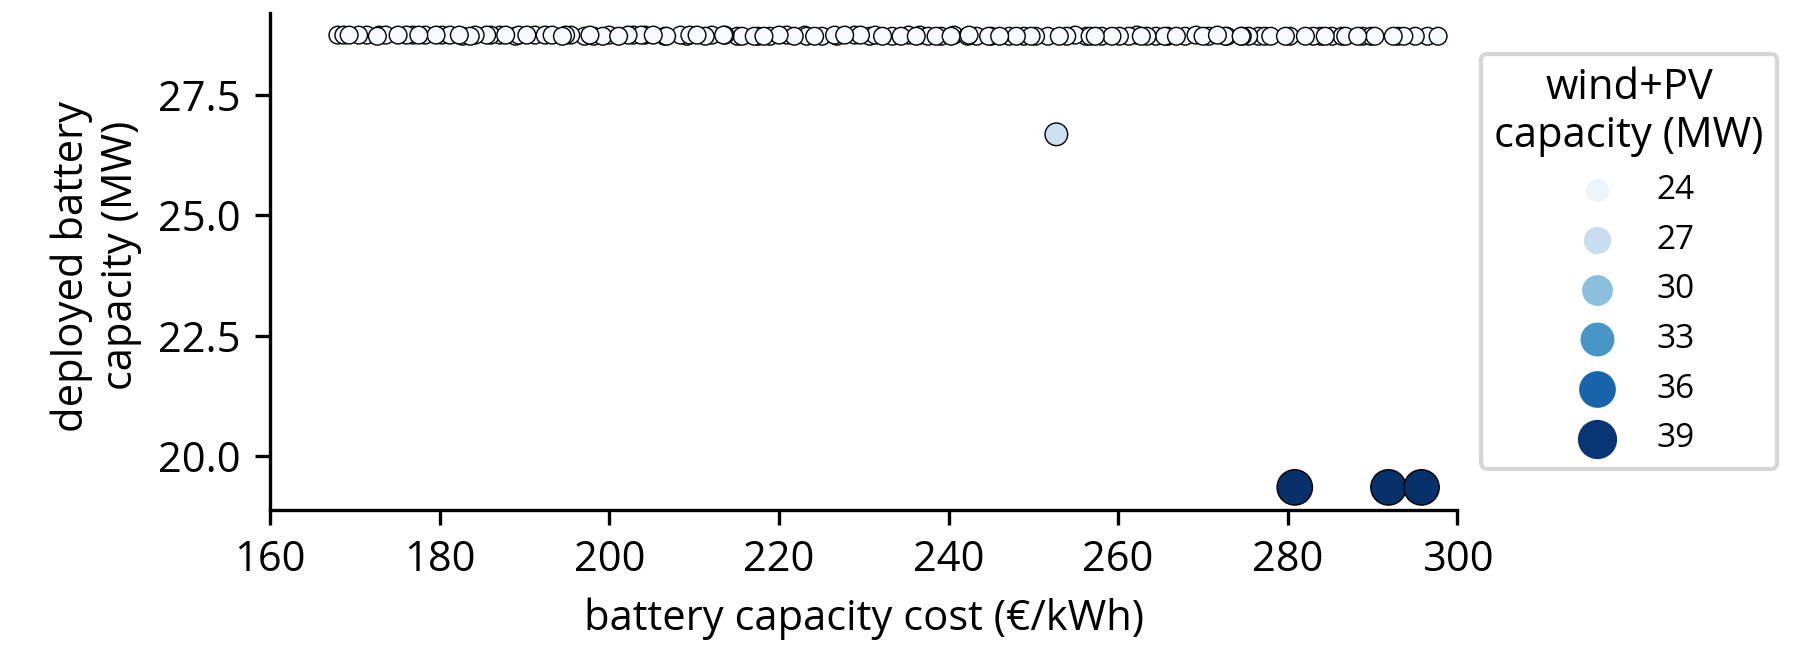 deployed battery
capacity (MW)
27.5
25.0
22.5
20.0
160 180 200 220 240 260 280 300
battery capacity cost (€/kWh)
wind+PV
capacity (MW)
24
27
30
33
36
39